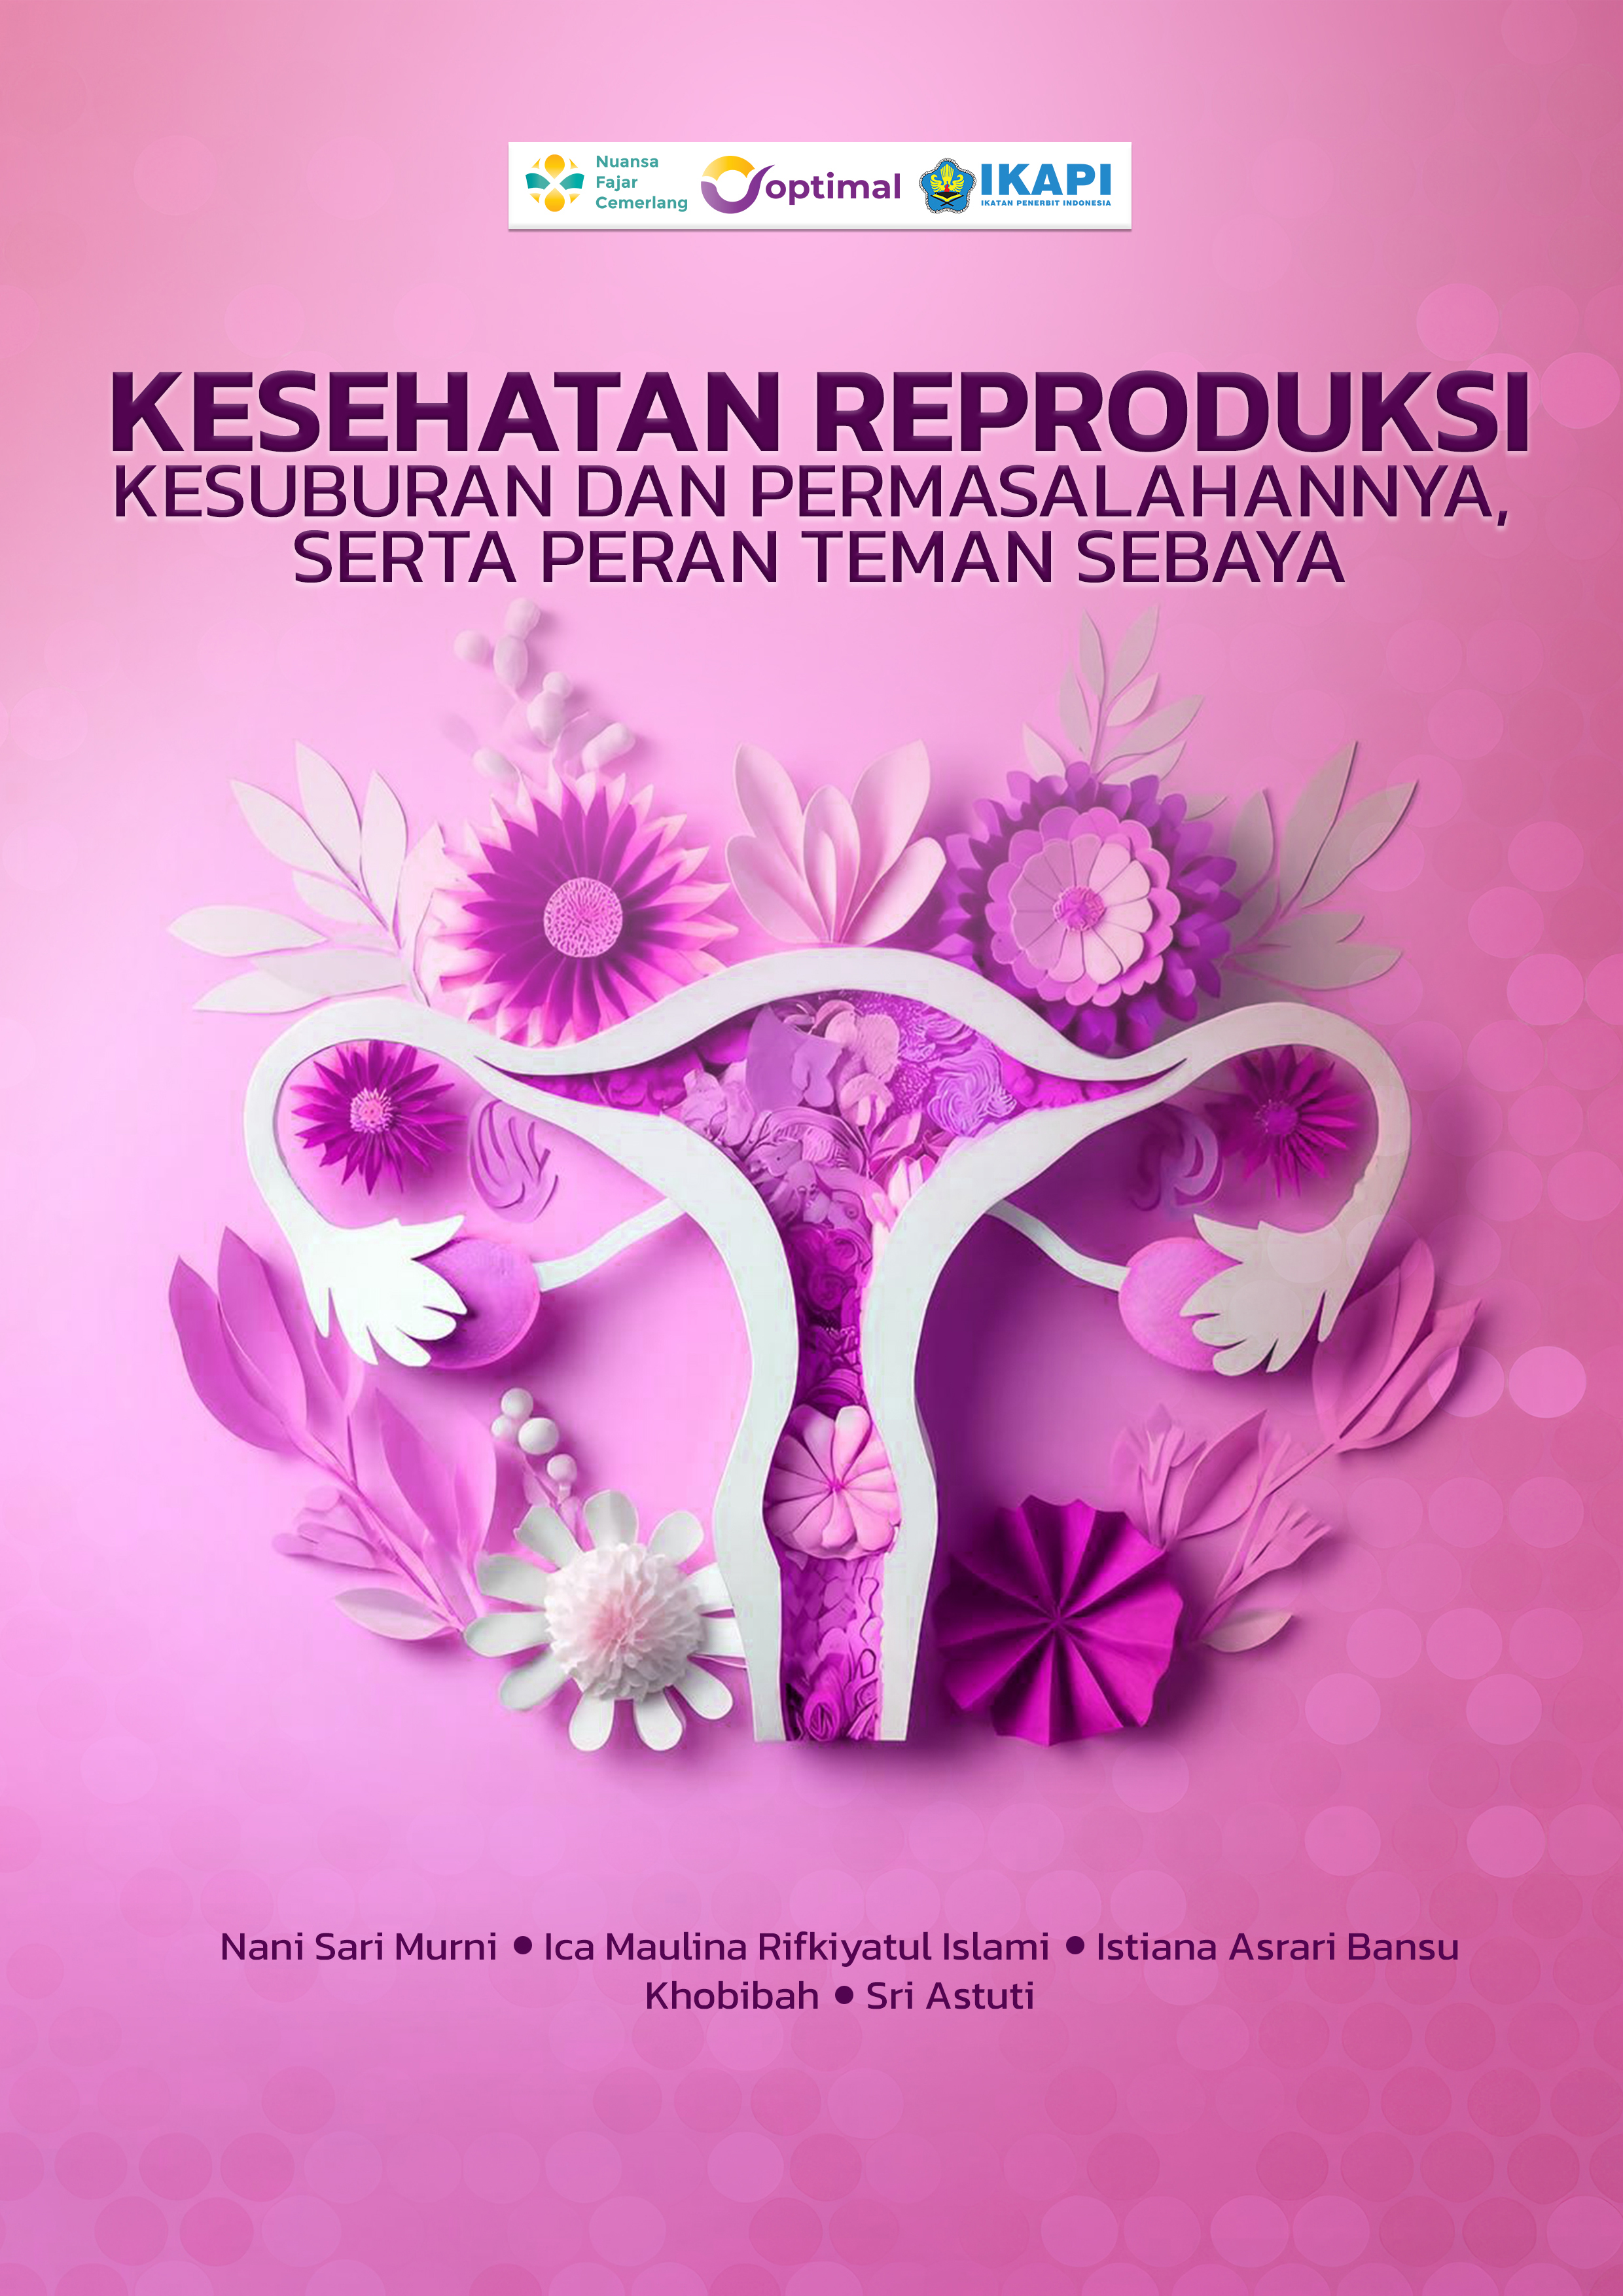 Nuansa
Fajar
Cemerlang
optimal
IKAPI
IKATAN PENERBIT INDONESIA
KESEHATAN REPRODUKSI
KESUBURAN DAN PERMASALAHANNYA,
SERTA PERAN TEMAN SEBAYA
Nani Sari Murni ● Ica Maulina Rifkiyatul Islami ● Istiana Asrari Bansu
Khobibah ● Sri Astuti